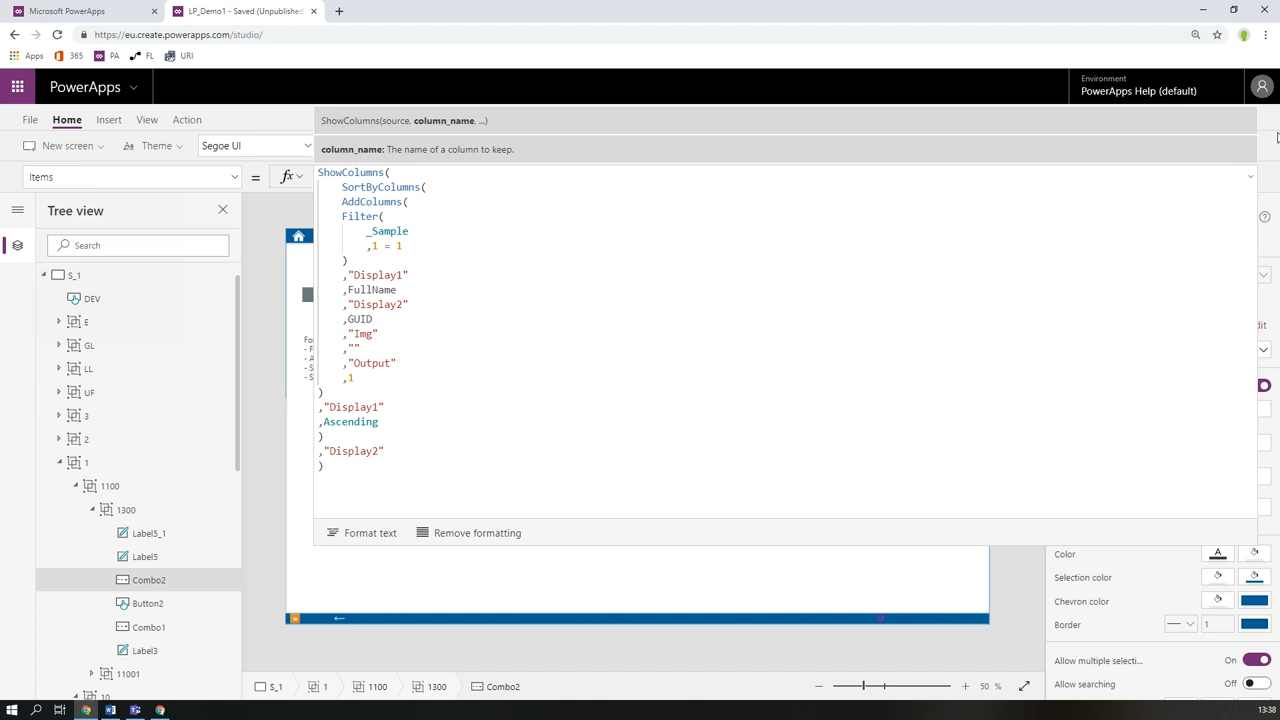 Microsoft PowerApps
LP_Demo1 - Saved (Unpublished
https://eu.create.powerapps.com/studio/
Apps
365
PA
FL
URI
PowerApps
Environment
PowerApps Help (default)
File
Home
Insert
View
Action
New screen
Theme
Segoe UI
ShowColumns(source, column_name, ...)
column_name: The name of a column to keep.
Items
=
fx
ShowColumns(
SortByColumns(
AddColumns(
Filter(
_Sample
,1 = 1
)
,"Display1"
,FullName
,"Display2"
,GUID
,"Img"
,""
,"Output"
,1
)
,"Display1"
,Ascending
)
,"Display2"
)
Format text
Remove formatting
Tree view
Search
S_1
DEV
E
GL
LL
UF
3
2
1
1100
1300
Label5_1
Label5
Combo2
Button2
Combo1
Label3
11001
10
Color
Selection color
Chevron color
Border
1
Allow multiple selecti...
On
Allow searching
Off
S_1
1
1100
1300
Combo2
50 %
13:38